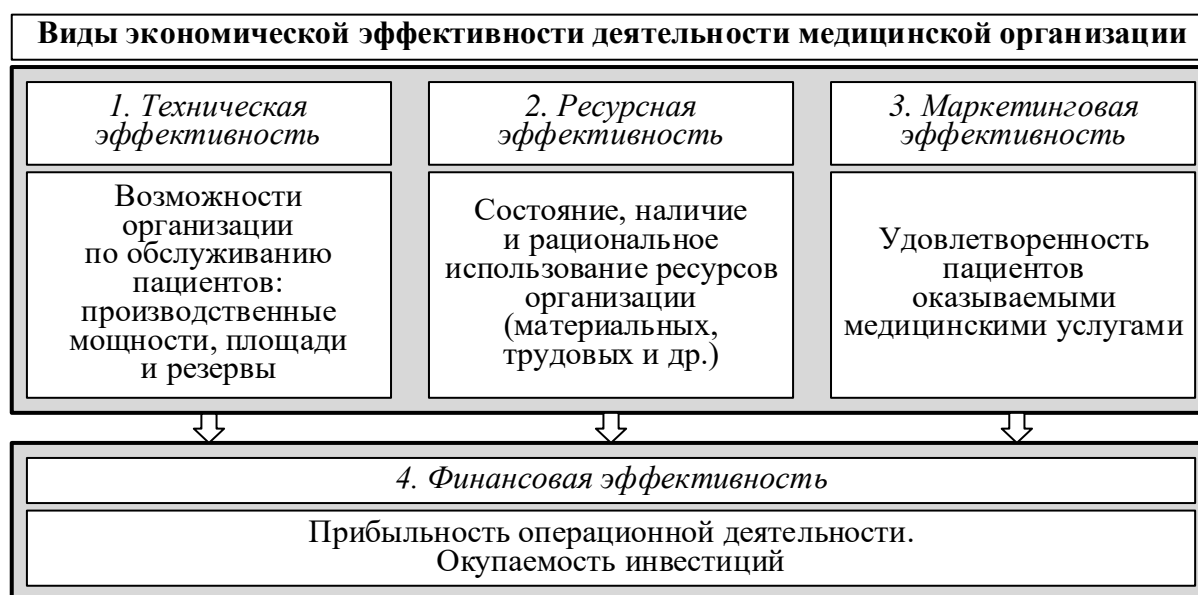 Виды экономической эффективности деятельности медицинской организации
1. Техническая
эффективность
Возможности
организации
по обслуживанию
пациентов:
производственные
мощности, площади
и резервы
2. Ресурсная
эффективность
Состояние, наличие
и рациональное
использование ресурсов
организации
(материальных,
трудовых и др.)
3. Маркетинговая
эффективность
Удовлетворенность
пациентов
оказываемыми
медицинскими услугами
4. Финансовая эффективность
Прибыльность операционной деятельности.
Окупаемость инвестиций